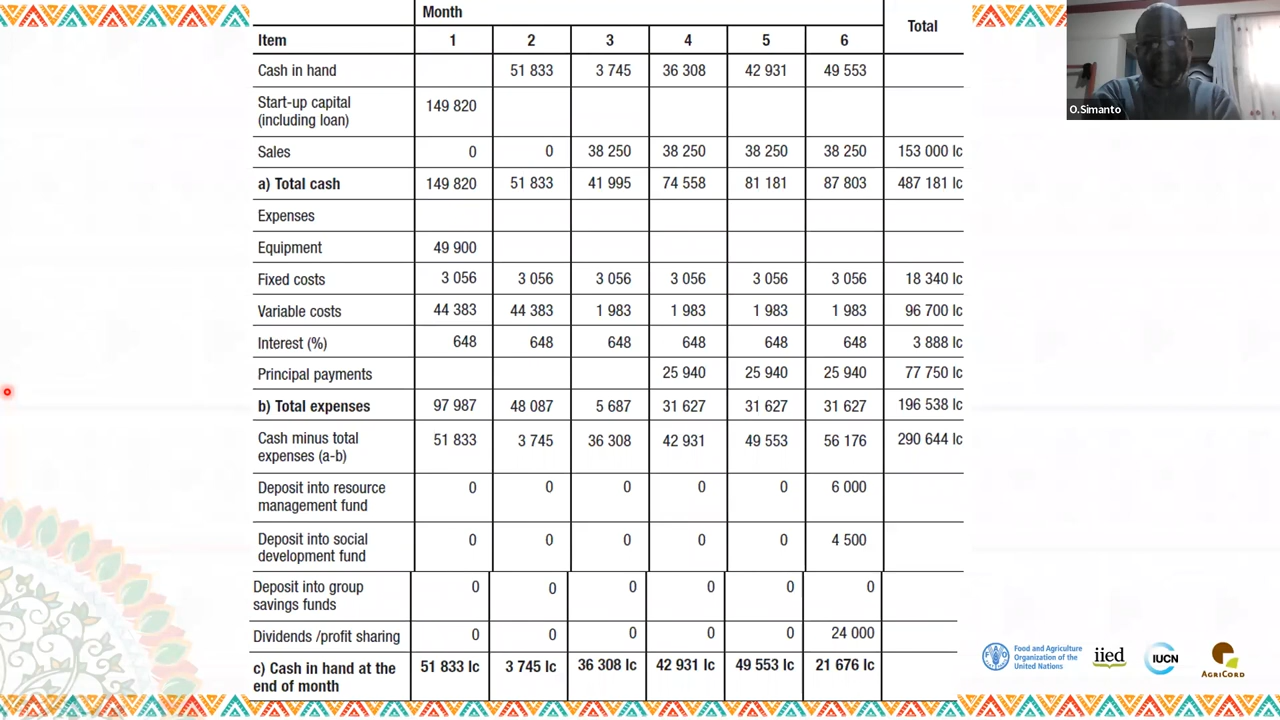 Month
Item 1 2 3 4 5 6 Total
Cash in hand 51 833 3 745 36 308 42 931 49 553
Start-up capital
(including loan) 149 820
Sales 0 0 38 250 38 250 38 250 38 250 153 000 lc
a) Total cash 149 820 51 833 41 995 74 558 81 181 87 803 487 181 lc
Expenses
Equipment 49 900
Fixed costs 3 056 3 056 3 056 3 056 3 056 3 056 18 340 lc
Variable costs 44 383 44 383 1 983 1 983 1 983 1 983 96 700 lc
Interest (%) 648 648 648 648 648 648 3 888 lc
Principal payments 25 940 25 940 25 940 77 750 lc
b) Total expenses 97 987 48 087 5 687 31 627 31 627 31 627 196 538 lc
Cash minus total
expenses (a-b) 51 833 3 745 36 308 42 931 49 553 56 176 290 644 lc
Deposit into resource
management fund 0 0 0 0 0 6 000
Deposit into social
development fund 0 0 0 0 0 4 500
Deposit into group
savings funds 0 0 0 0 0 0
Dividends /profit sharing 0 0 0 0 0 24 000
c) Cash in hand at the
end of month 51 833 lc 3 745 lc 36 308 lc 42 931 lc 49 553 lc 21 676 lc
O.Simanto
Food and Agriculture
Organization of the
United Nations
iied
IUCN
AGRICORD